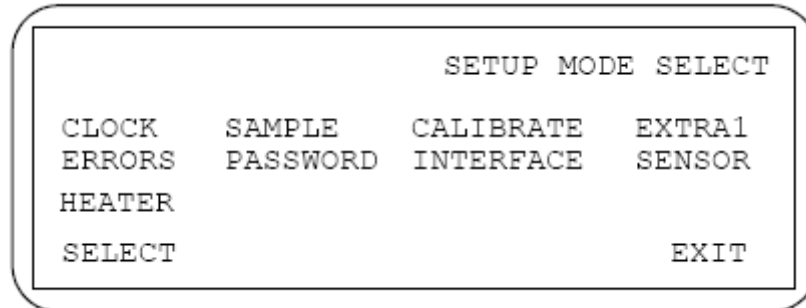 SETUP MODE SELECT
CLOCK SAMPLE CALIBRATE EXTRA1
ERRORS PASSWORD INTERFACE SENSOR
HEATER
SELECT EXIT